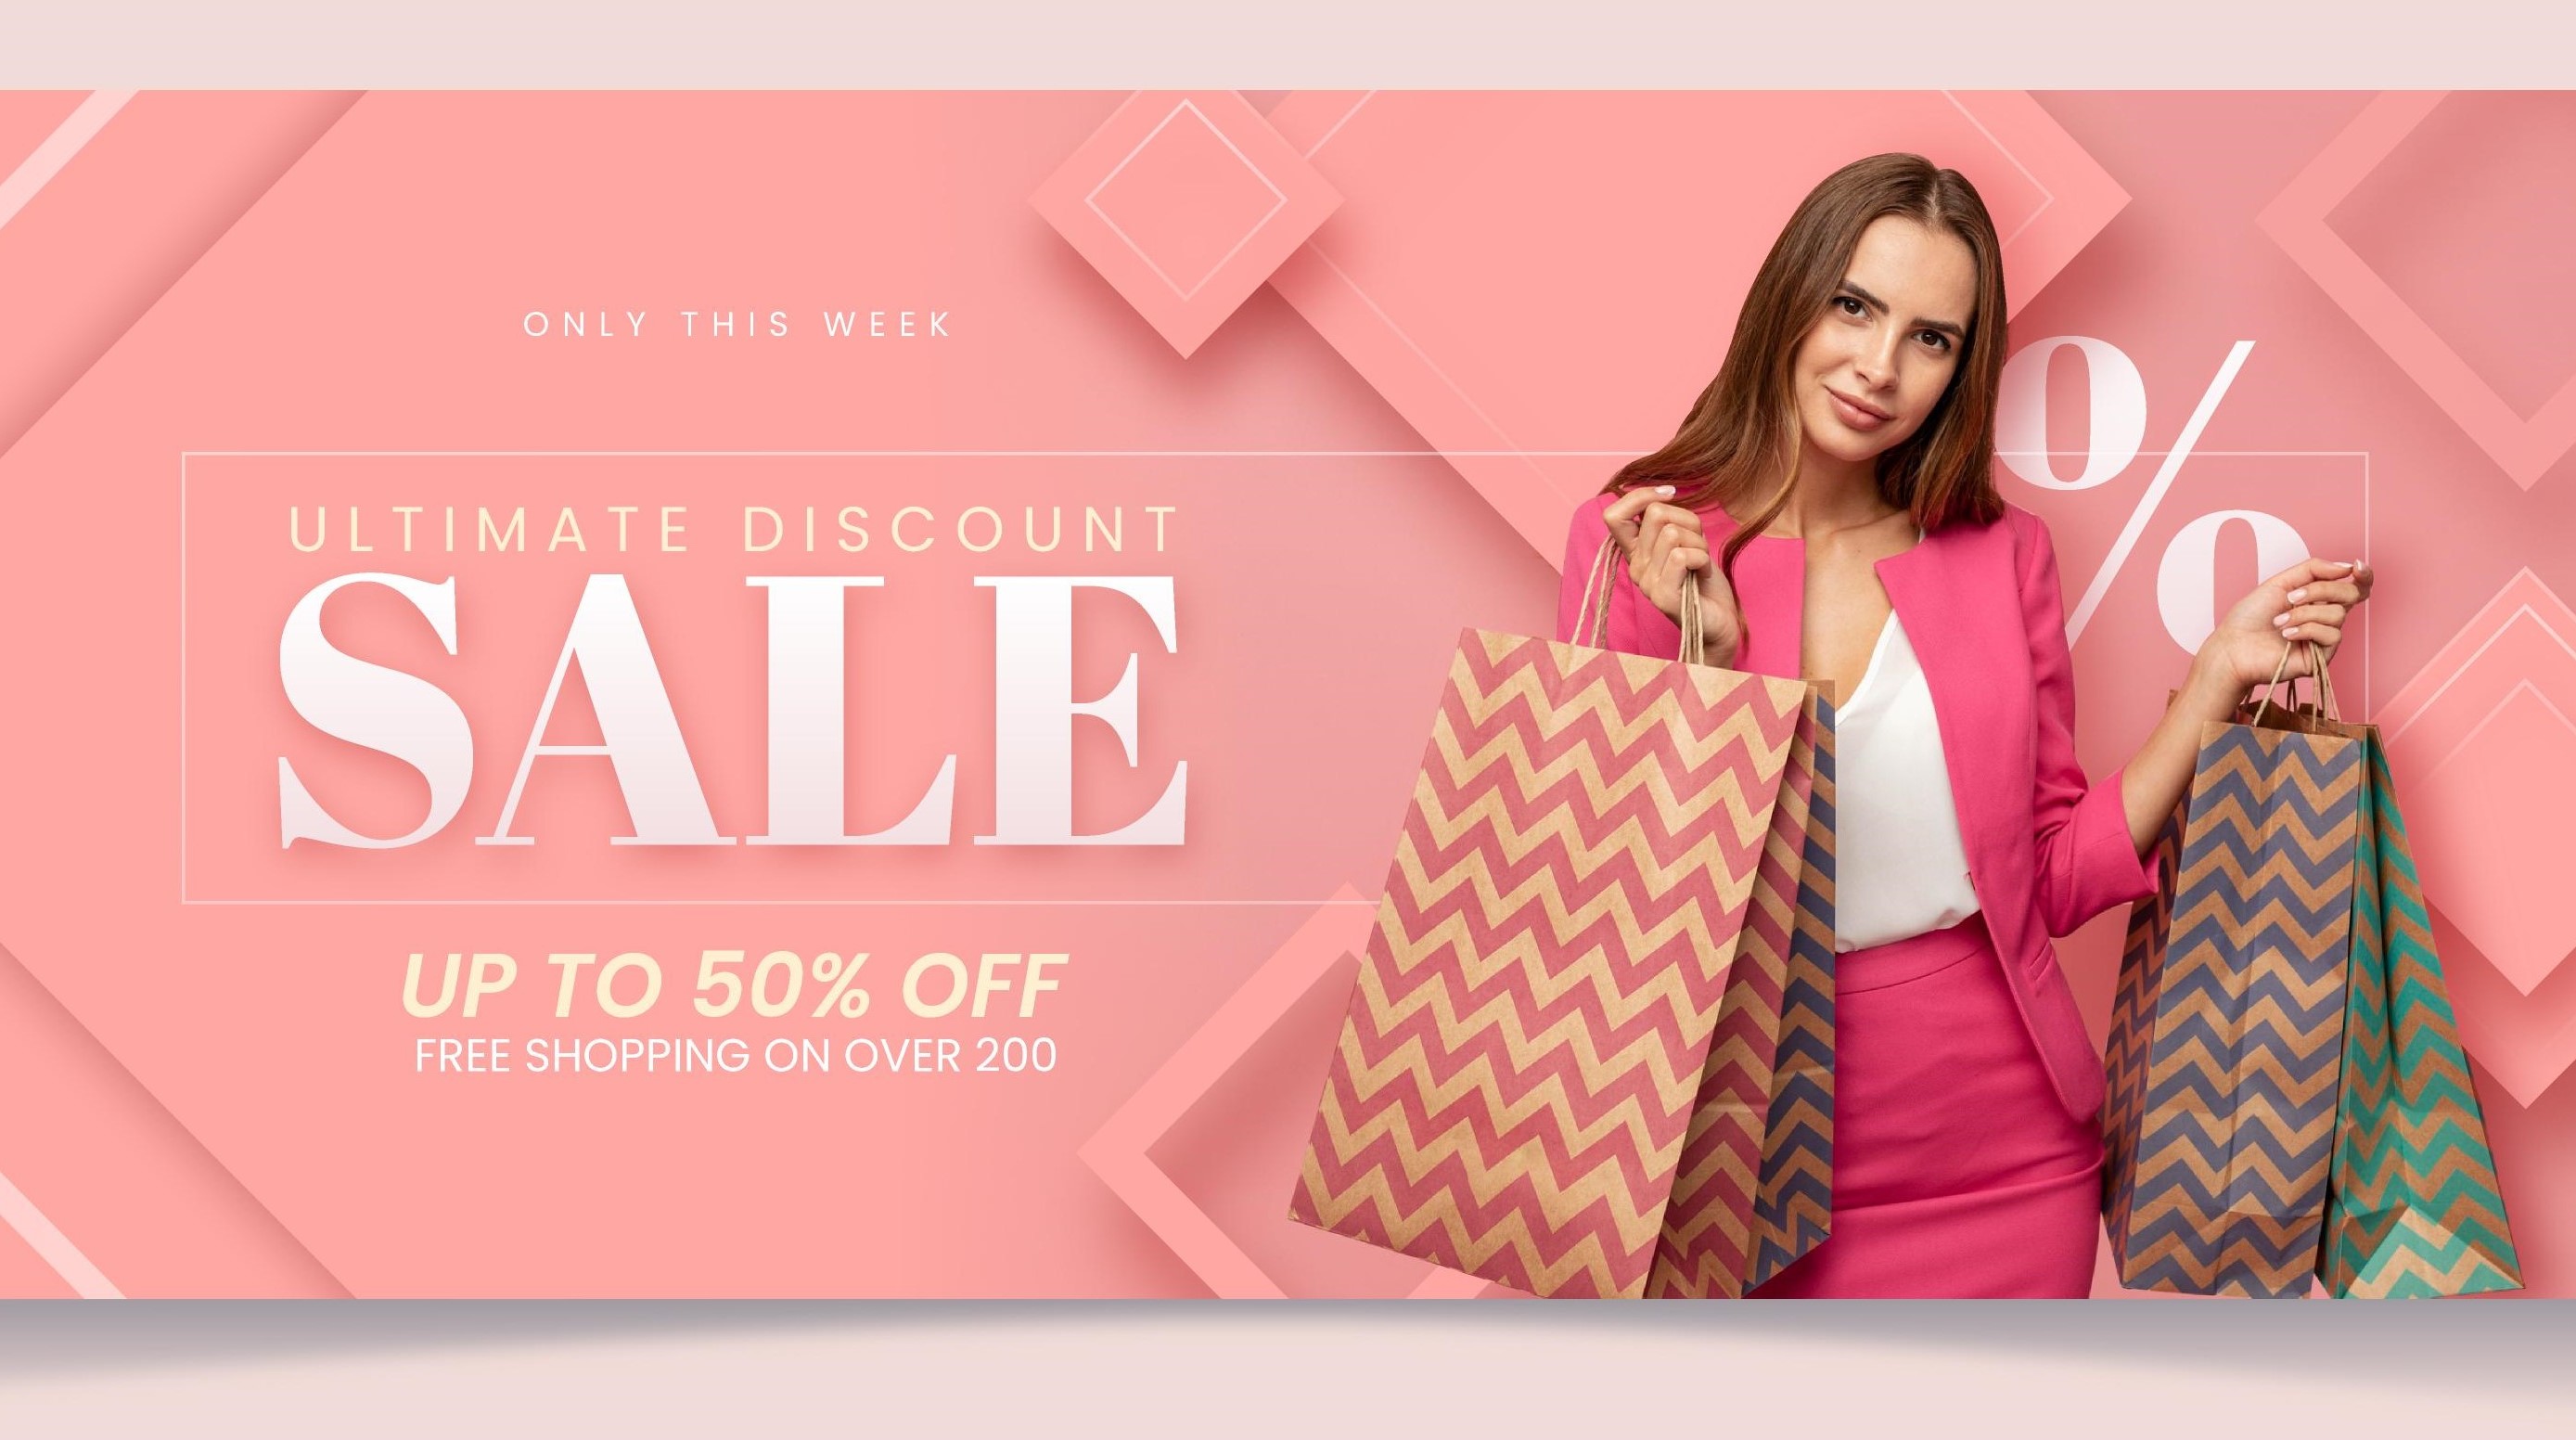 ONLY THIS WEEK
ULTIMATE DISCOUNT
SALE
%
UP TO 50% OFF
FREE SHOPPING ON OVER 200